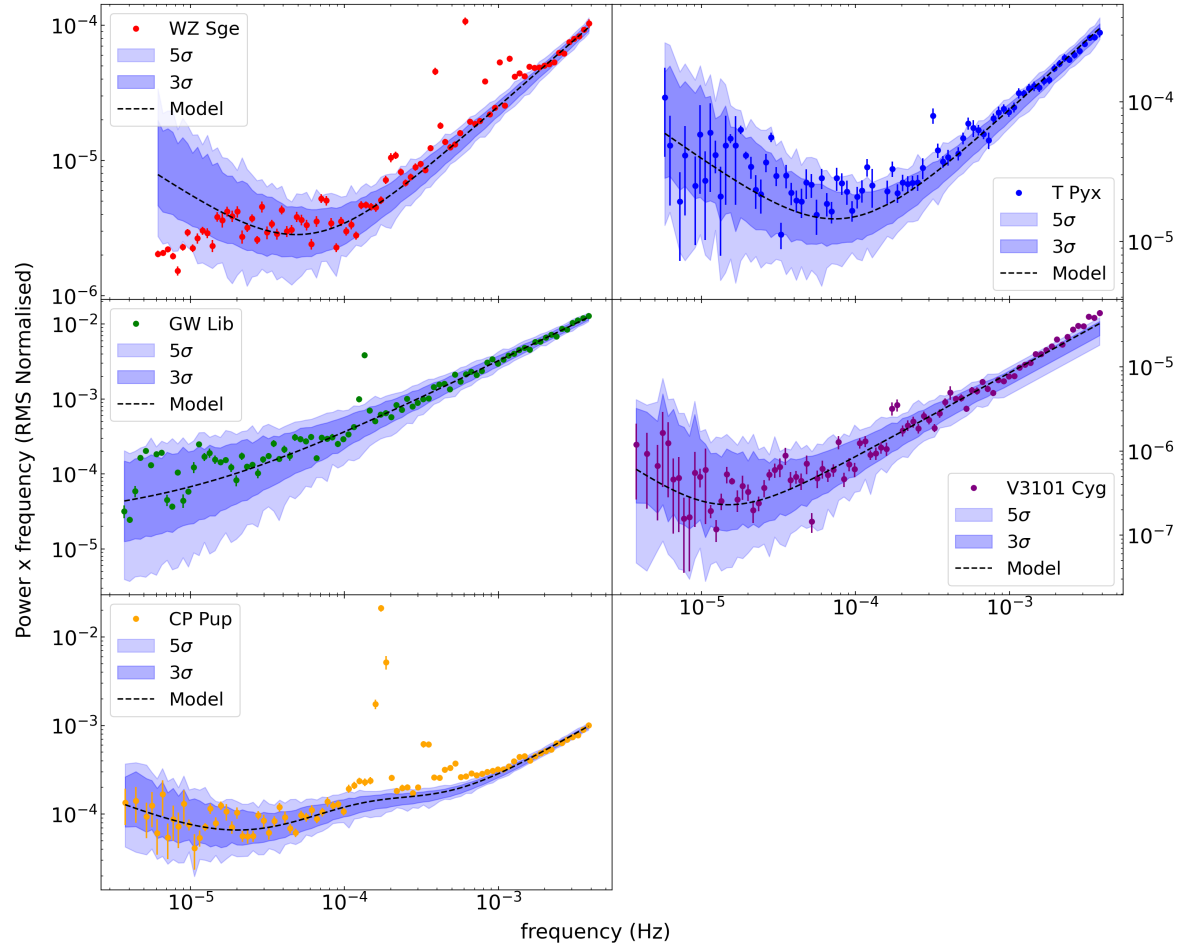 WZ Sge
5σ
3σ
Model
10⁻⁴
10⁻⁵
10⁻⁶
T Pyx
5σ
3σ
Model
10⁻⁴
10⁻⁵
GW Lib
5σ
3σ
Model
10⁻²
10⁻³
10⁻⁴
10⁻⁵
V3101 Cyg
5σ
3σ
Model
10⁻⁵
10⁻⁶
10⁻⁷
10⁻⁵ 10⁻⁴ 10⁻³
CP Pup
5σ
3σ
Model
10⁻²
10⁻³
10⁻⁴
10⁻⁵ 10⁻⁴ 10⁻³
Power x frequency (RMS Normalised)
frequency (Hz)